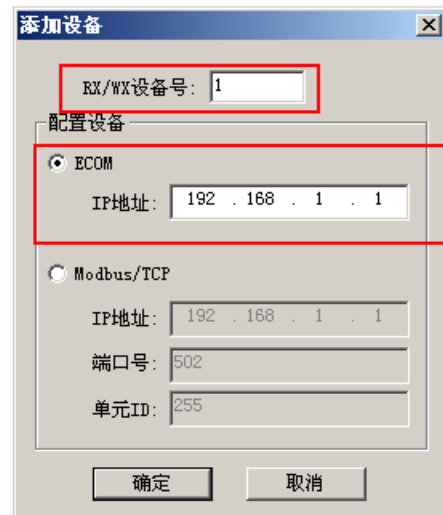 添加设备
RX/WX设备号: 1
配置设备
ECOM
IP地址: 192 . 168 . 1 . 1
Modbus/TCP
IP地址: 192 . 168 . 1 . 1
端口号: 502
单元ID: 255
确定 取消